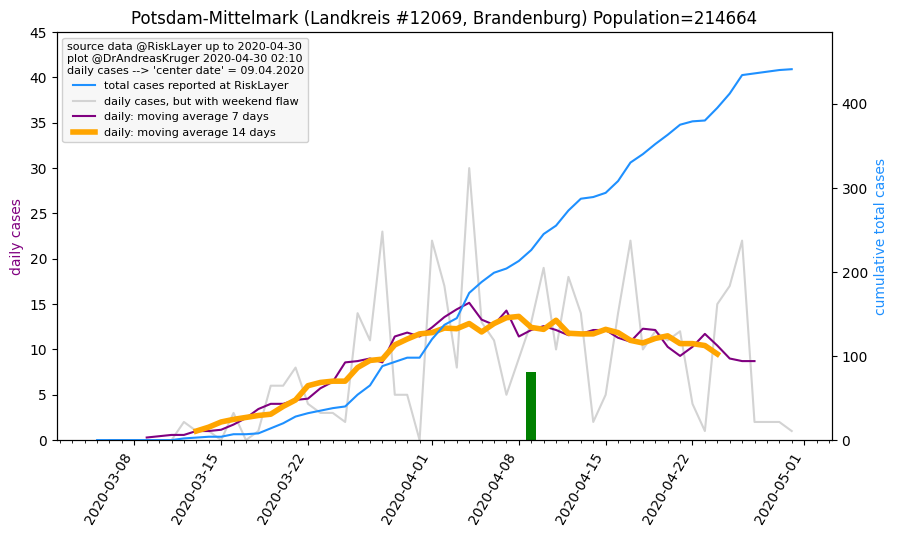 Potsdam-Mittelmark (Landkreis #12069, Brandenburg) Population=214664
source data @RiskLayer up to 2020-04-30
plot @DrAndreasKruger 2020-04-30 02:10
daily cases --> 'center date' = 09.04.2020
total cases reported at RiskLayer
daily cases, but with weekend flaw
daily: moving average 7 days
daily: moving average 14 days
45
40
35
30
25
20
15
10
5
0
daily cases
400
300
200
100
0
cumulative total cases
2020-03-08
2020-03-15
2020-03-22
2020-04-01
2020-04-08
2020-04-15
2020-04-22
2020-05-01